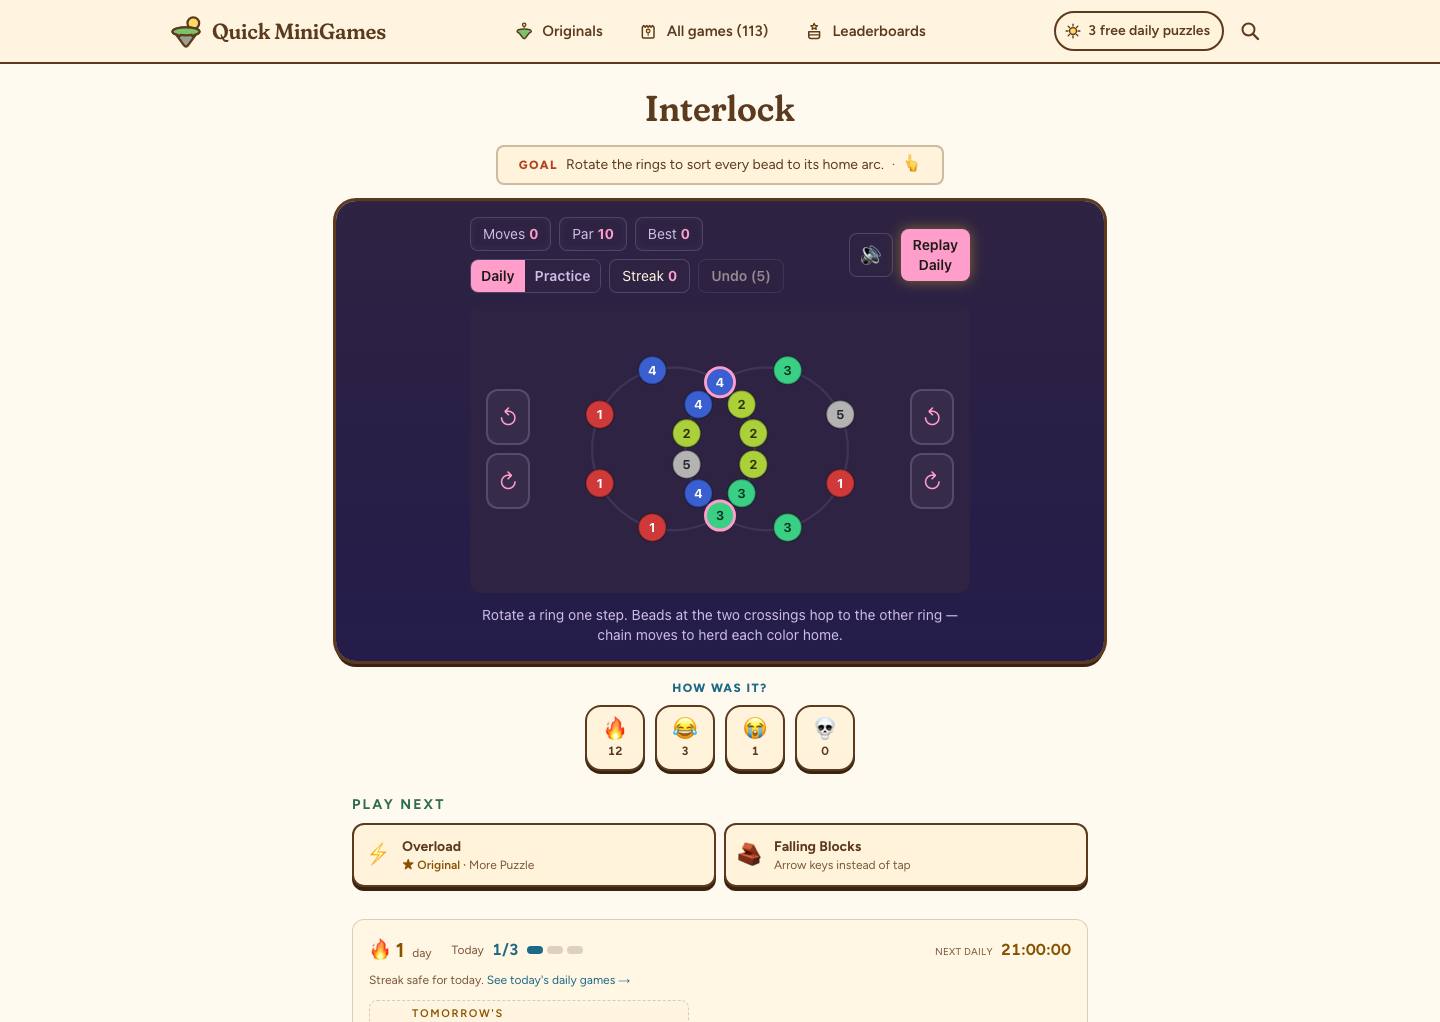 Quick MiniGames
Originals
All games (113)
Leaderboards
3 free daily puzzles
Interlock
GOAL Rotate the rings to sort every bead to its home arc. ·
Moves 0
Par 10
Best 0
Replay
Daily
Daily
Practice
Streak 0
Undo (5)
4
3
4
4
2
1
5
2
2
5
2
1
1
4
3
3
1
3
Rotate a ring one step. Beads at the two crossings hop to the other ring —
chain moves to herd each color home.
HOW WAS IT?
12
3
1
0
PLAY NEXT
Overload
Original · More Puzzle
Falling Blocks
Arrow keys instead of tap
1 day
Today 1/3
NEXT DAILY 21:00:00
Streak safe for today. See today's daily games →
TOMORROW'S